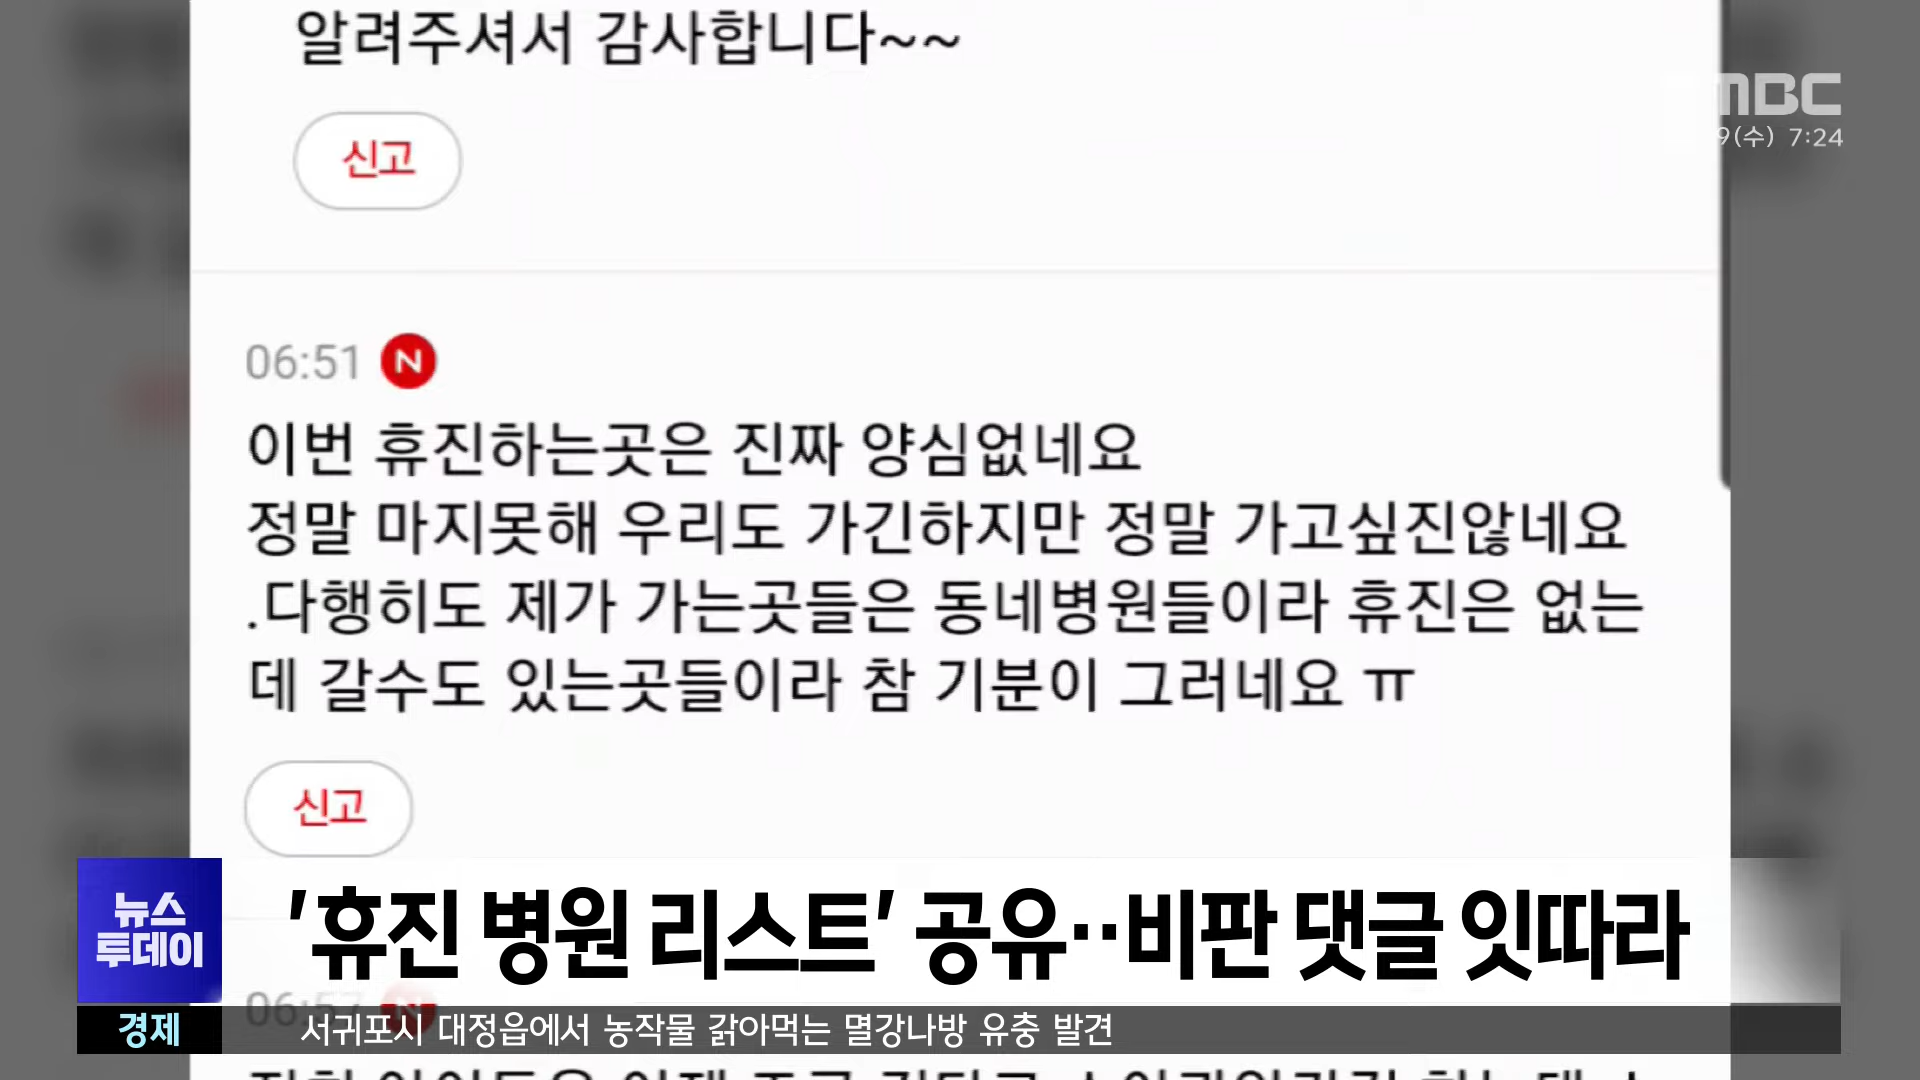 알려주셔서 감사합니다~~
MBC
9(수) 7:24
신고
06:51 N
이번 휴진하는곳은 진짜 양심없네요
정말 마지못해 우리도 가긴하지만 정말 가고싶진않네요
.다행히도 제가 가는곳들은 동네병원들이라 휴진은 없는
데 갈수도 있는곳들이라 참 기분이 그러네요 ㅠ
신고
뉴스
투데이
'휴진 병원 리스트' 공유‥비판 댓글 잇따라
06:57 N
경제
서귀포시 대정읍에서 농작물 갉아먹는 멸강나방 유충 발견